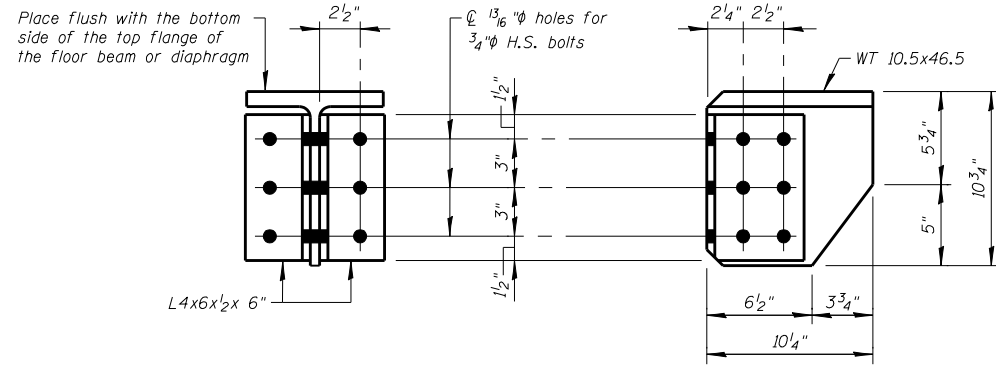 Place flush with the bottom
side of the top flange of
the floor beam or diaphragm
2½"
℄ 13/16"ϕ holes for
¾"ϕ H.S. bolts
2¼" 2½"
WT 10.5x46.5
1½"
3"
3"
1½"
5¾"
5"
10¾"
L4x6x½x 6"
6½"
3¾"
10¼"